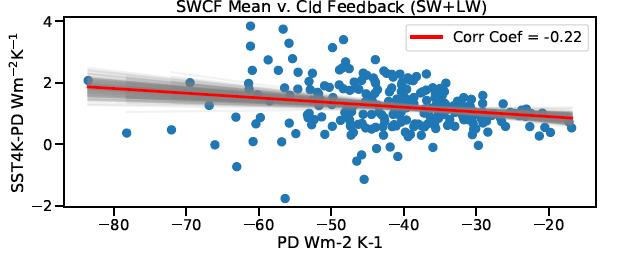 SWCF Mean v. Cld Feedback (SW+LW)
Corr Coef = -0.22
SST4K-PD Wm⁻²K⁻¹
4
2
0
−2
−80 −70 −60 −50 −40 −30 −20
PD Wm-2 K-1